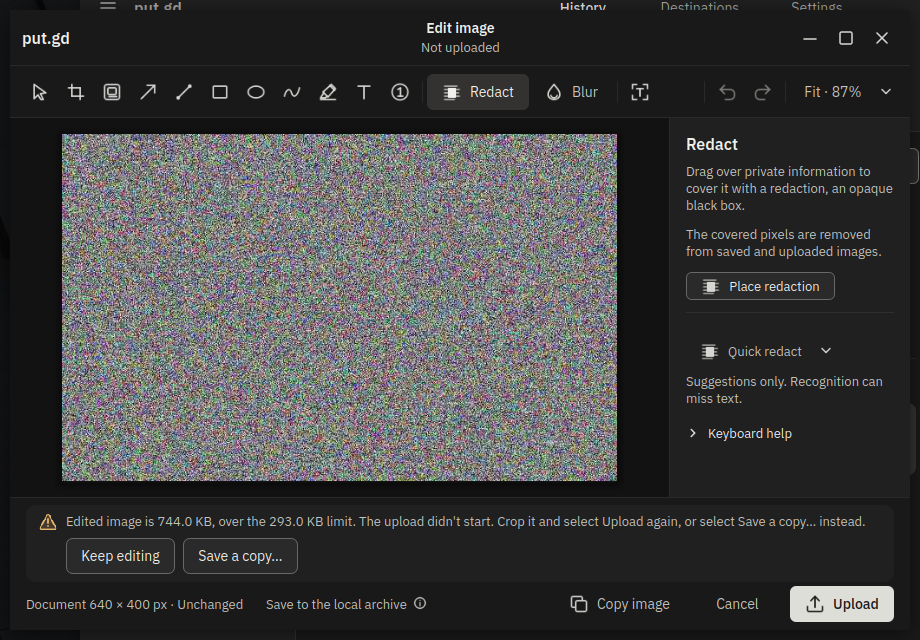 put.gd
History
Destinations
Settings
Edit image
put.gd
Not uploaded
T
1
Redact
Blur
T
Fit · 87%
Redact
Drag over private information to
cover it with a redaction, an opaque
black box.
The covered pixels are removed
from saved and uploaded images.
Place redaction
Quick redact
Suggestions only. Recognition can
miss text.
Keyboard help
Edited image is 744.0 KB, over the 293.0 KB limit. The upload didn't start. Crop it and select Upload again, or select Save a copy... instead.
Keep editing
Save a copy...
Document 640 × 400 px · Unchanged
Save to the local archive
Copy image
Cancel
Upload